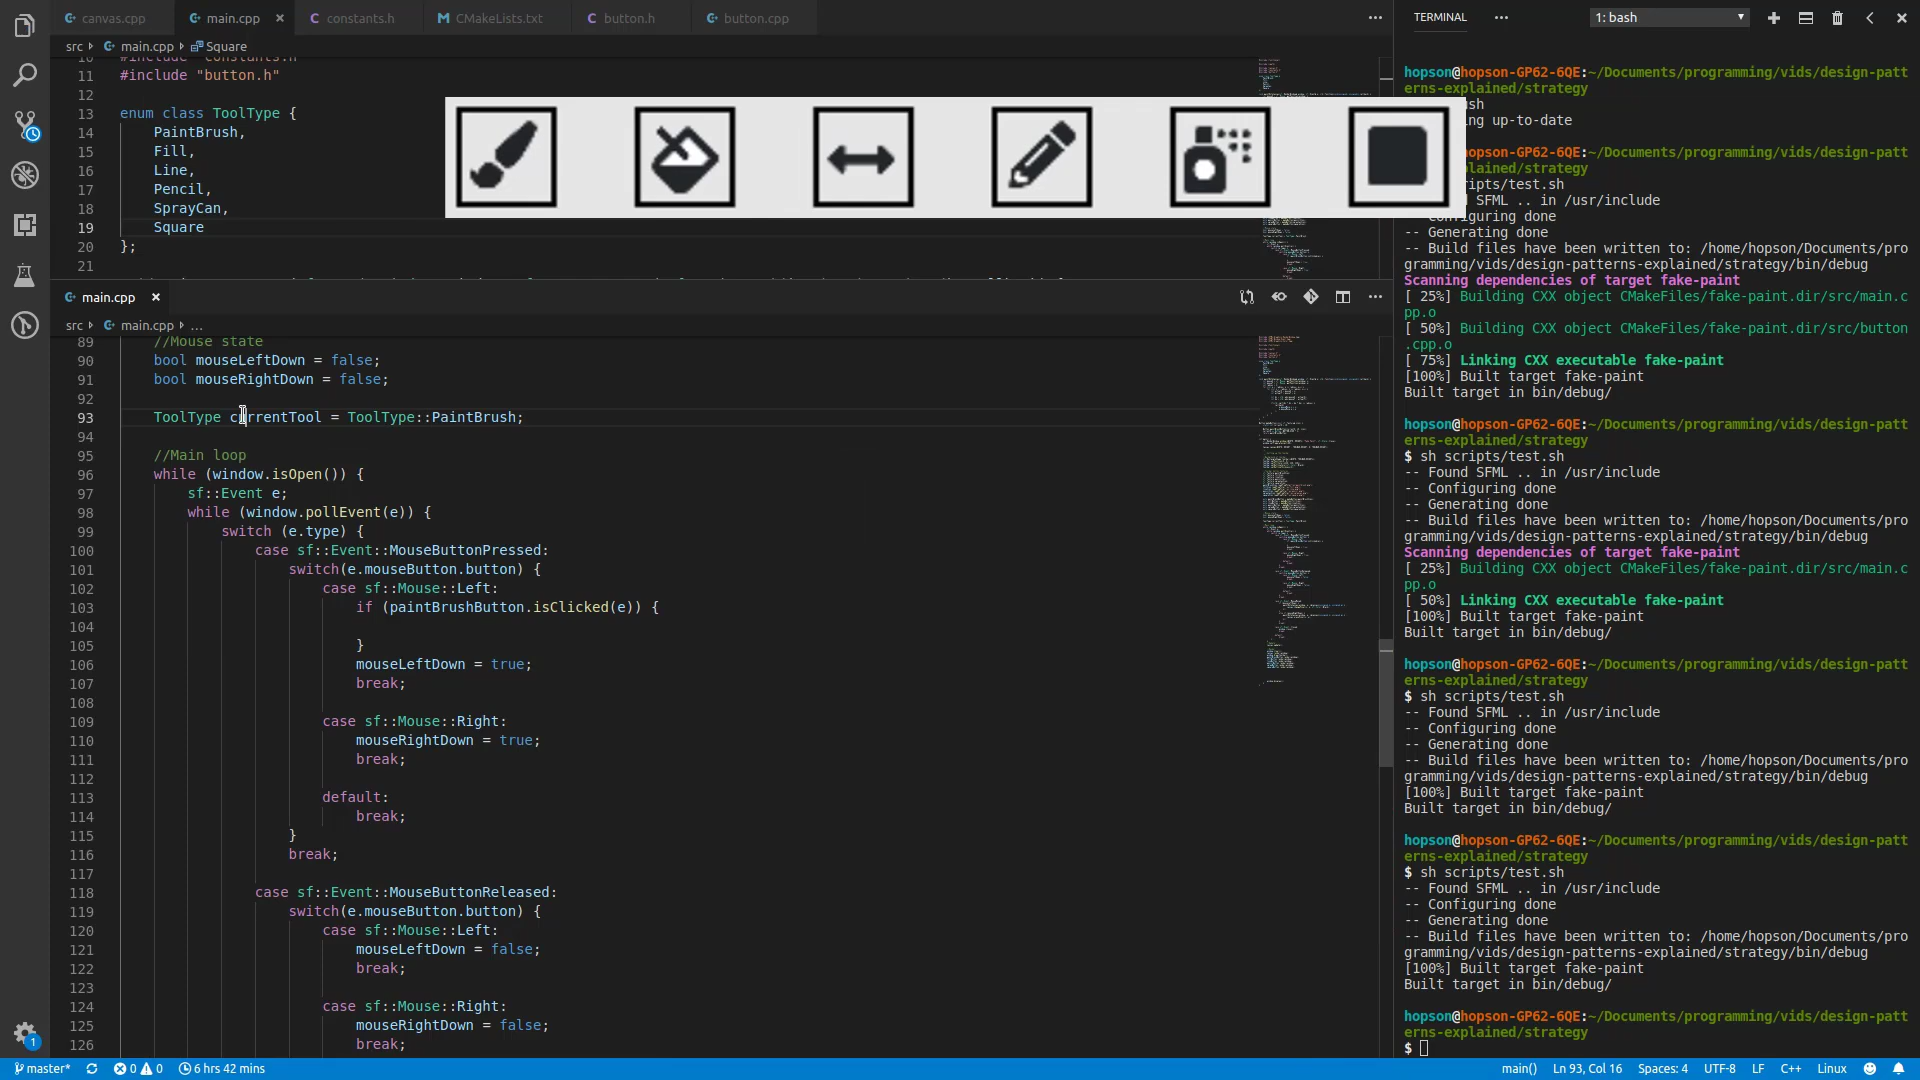 canvas.cpp
main.cpp ×
C constants.h
M CMakeLists.txt
C button.h
button.cpp
src main.cpp Square
10 #include "constants.h"
11 #include "button.h"
12
13 enum class ToolType {
14 PaintBrush,
15 Fill,
16 Line,
17 Pencil,
18 SprayCan,
19 Square
20 };
21
main.cpp ×
src main.cpp ...
89 //Mouse state
90 bool mouseLeftDown = false;
91 bool mouseRightDown = false;
92
93 ToolType currentTool = ToolType::PaintBrush;
94
95 //Main loop
96 while (window.isOpen()) {
97 sf::Event e;
98 while (window.pollEvent(e)) {
99 switch (e.type) {
100 case sf::Event::MouseButtonPressed:
101 switch(e.mouseButton.button) {
102 case sf::Mouse::Left:
103 if (paintBrushButton.isClicked(e)) {
104
105 }
106 mouseLeftDown = true;
107 break;
108
109 case sf::Mouse::Right:
110 mouseRightDown = true;
111 break;
112
113 default:
114 break;
115 }
116 break;
117
118 case sf::Event::MouseButtonReleased:
119 switch(e.mouseButton.button) {
120 case sf::Mouse::Left:
121 mouseLeftDown = false;
122 break;
123
124 case sf::Mouse::Right:
125 mouseRightDown = false;
126 break;
TERMINAL
1: bash
hopson@hopson-GP62-6QE:~/Documents/programming/vids/design-patt
erns-explained/strategy
sh
ng up-to-date
hopson-GP62-6QE:~/Documents/programming/vids/design-patt
lained/strategy
ripts/test.sh
SFML .. in /usr/include
-- Configuring done
-- Generating done
-- Build files have been written to: /home/hopson/Documents/pro
gramming/vids/design-patterns-explained/strategy/bin/debug
Scanning dependencies of target fake-paint
[ 25%] Building CXX object CMakeFiles/fake-paint.dir/src/main.c
pp.o
[ 50%] Building CXX object CMakeFiles/fake-paint.dir/src/button
.cpp.o
[ 75%] Linking CXX executable fake-paint
[100%] Built target fake-paint
Built target in bin/debug/
hopson@hopson-GP62-6QE:~/Documents/programming/vids/design-patt
erns-explained/strategy
$ sh scripts/test.sh
-- Found SFML .. in /usr/include
-- Configuring done
-- Generating done
-- Build files have been written to: /home/hopson/Documents/pro
gramming/vids/design-patterns-explained/strategy/bin/debug
Scanning dependencies of target fake-paint
[ 25%] Building CXX object CMakeFiles/fake-paint.dir/src/main.c
pp.o
[ 50%] Linking CXX executable fake-paint
[100%] Built target fake-paint
Built target in bin/debug/
hopson@hopson-GP62-6QE:~/Documents/programming/vids/design-patt
erns-explained/strategy
$ sh scripts/test.sh
-- Found SFML .. in /usr/include
-- Configuring done
-- Generating done
-- Build files have been written to: /home/hopson/Documents/pro
gramming/vids/design-patterns-explained/strategy/bin/debug
[100%] Built target fake-paint
Built target in bin/debug/
hopson@hopson-GP62-6QE:~/Documents/programming/vids/design-patt
erns-explained/strategy
$ sh scripts/test.sh
-- Found SFML .. in /usr/include
-- Configuring done
-- Generating done
-- Build files have been written to: /home/hopson/Documents/pro
gramming/vids/design-patterns-explained/strategy/bin/debug
[100%] Built target fake-paint
Built target in bin/debug/
hopson@hopson-GP62-6QE:~/Documents/programming/vids/design-patt
erns-explained/strategy
$
1
master* 0 0 6 hrs 42 mins
main() Ln 93, Col 16 Spaces: 4 UTF-8 LF C++ Linux